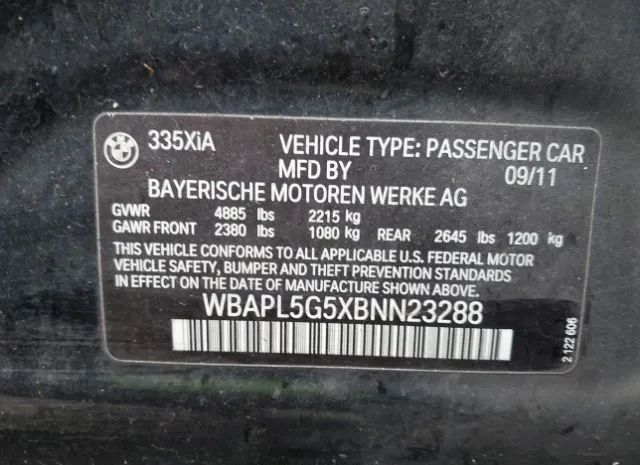 BMW
335XiA VEHICLE TYPE: PASSENGER CAR
MFD BY 09/11
BAYERISCHE MOTOREN WERKE AG
GVWR 4885 lbs 2215 kg
GAWR FRONT 2380 lbs 1080 kg REAR 2645 lbs 1200 kg
THIS VEHICLE CONFORMS TO ALL APPLICABLE U.S. FEDERAL MOTOR
VEHICLE SAFETY, BUMPER AND THEFT PREVENTION STANDARDS
IN EFFECT ON THE DATE OF MANUFACTURE SHOWN ABOVE.
WBAPL5G5XBNN23288
2 122 606